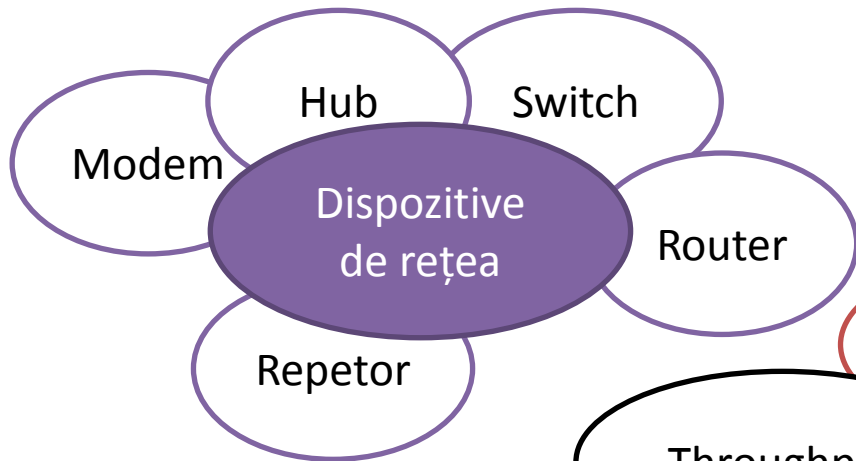 Hub
Switch
Modem
Dispozitive
de rețea
Router
Repetor